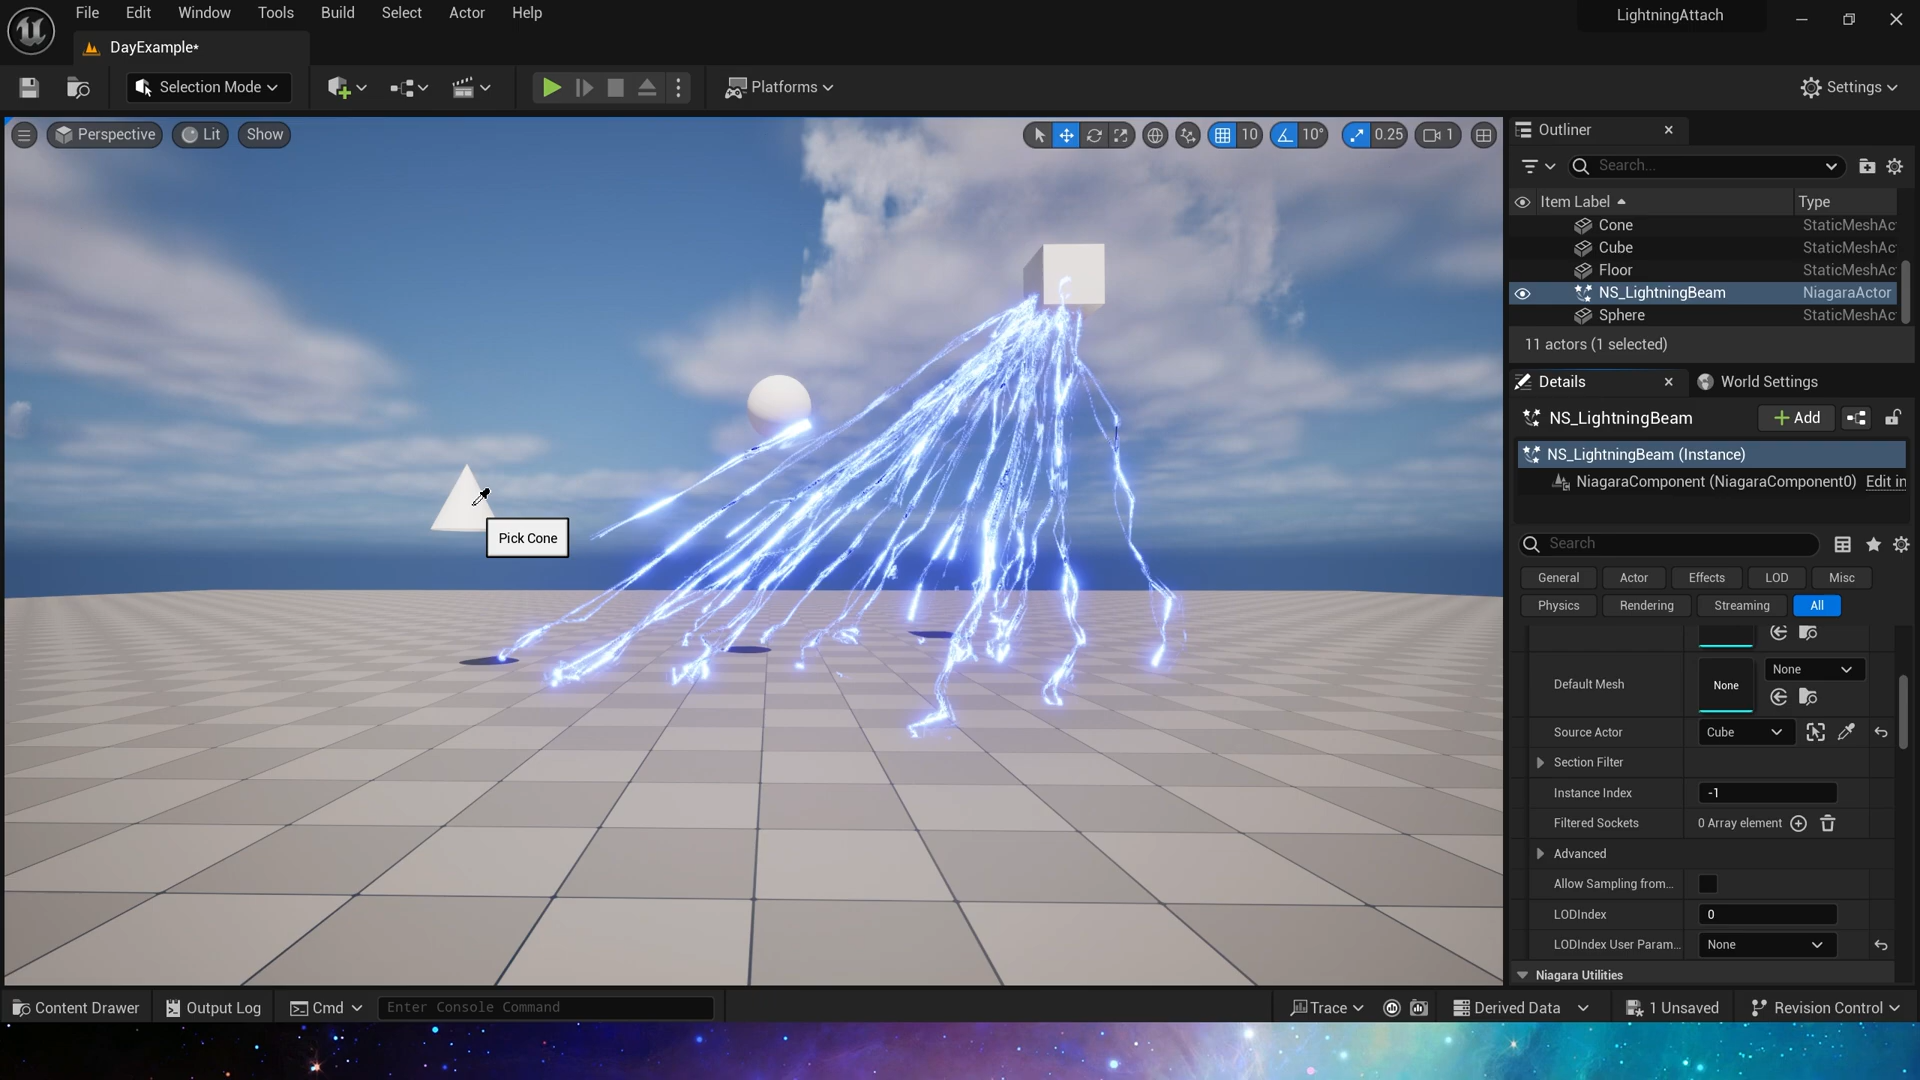 File Edit Window Tools Build Select Actor Help
LightningAttach
DayExample*
Selection Mode
Platforms
Settings
Perspective
Lit
Show
10
10°
0.25
1
Pick Cone
Outliner
Search...
Item Label
Type
Cone
StaticMeshAc
Cube
StaticMeshAc
Floor
StaticMeshAc
NS_LightningBeam
NiagaraActor
Sphere
StaticMeshAc
11 actors (1 selected)
Details
World Settings
NS_LightningBeam
Add
NS_LightningBeam (Instance)
NiagaraComponent (NiagaraComponent0)
Edit in
Search
General
Actor
Effects
LOD
Misc
Physics
Rendering
Streaming
All
Default Mesh
None
None
Source Actor
Cube
Section Filter
Instance Index
-1
Filtered Sockets
0 Array element
Advanced
Allow Sampling from...
LODIndex
0
LODIndex User Param...
None
Niagara Utilities
Content Drawer
Output Log
Cmd
Enter Console Command
Trace
Derived Data
1 Unsaved
Revision Control